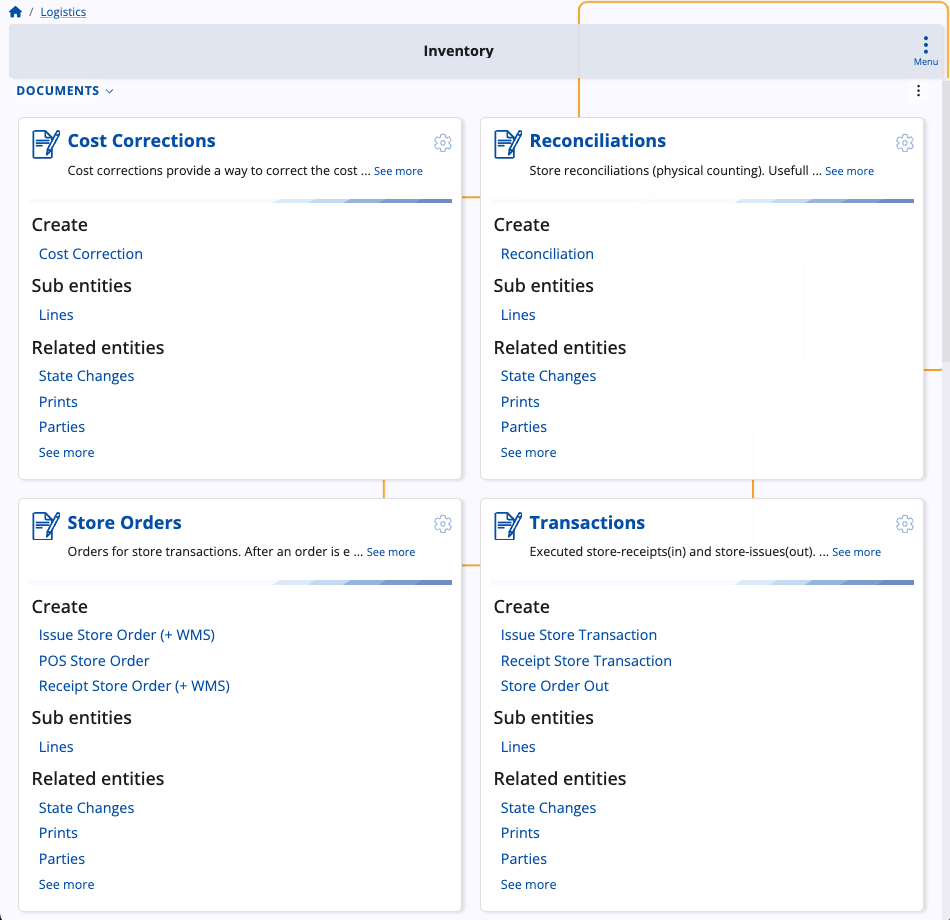 / Logistics
Inventory
Menu
DOCUMENTS
Cost Corrections
Cost corrections provide a way to correct the cost ... See more
Create
Cost Correction
Sub entities
Lines
Related entities
State Changes
Prints
Parties
See more
Reconciliations
Store reconciliations (physical counting). Usefull ... See more
Create
Reconciliation
Sub entities
Lines
Related entities
State Changes
Prints
Parties
See more
Store Orders
Orders for store transactions. After an order is e ... See more
Create
Issue Store Order (+ WMS)
POS Store Order
Receipt Store Order (+ WMS)
Sub entities
Lines
Related entities
State Changes
Prints
Parties
See more
Transactions
Executed store-receipts(in) and store-issues(out). ... See more
Create
Issue Store Transaction
Receipt Store Transaction
Store Order Out
Sub entities
Lines
Related entities
State Changes
Prints
Parties
See more